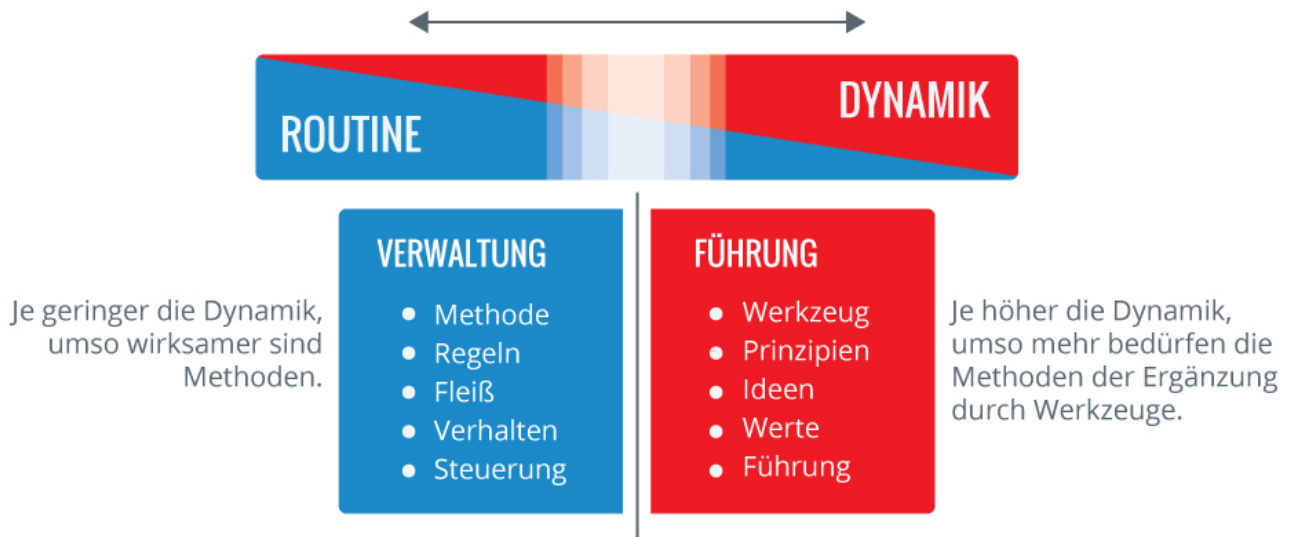 ROUTINE
DYNAMIK
Je geringer die Dynamik,
umso wirksamer sind
Methoden.
VERWALTUNG
Methode
Regeln
Fleiß
Verhalten
Steuerung
FÜHRUNG
Werkzeug
Prinzipien
Ideen
Werte
Führung
Je höher die Dynamik,
umso mehr bedürfen die
Methoden der Ergänzung
durch Werkzeuge.